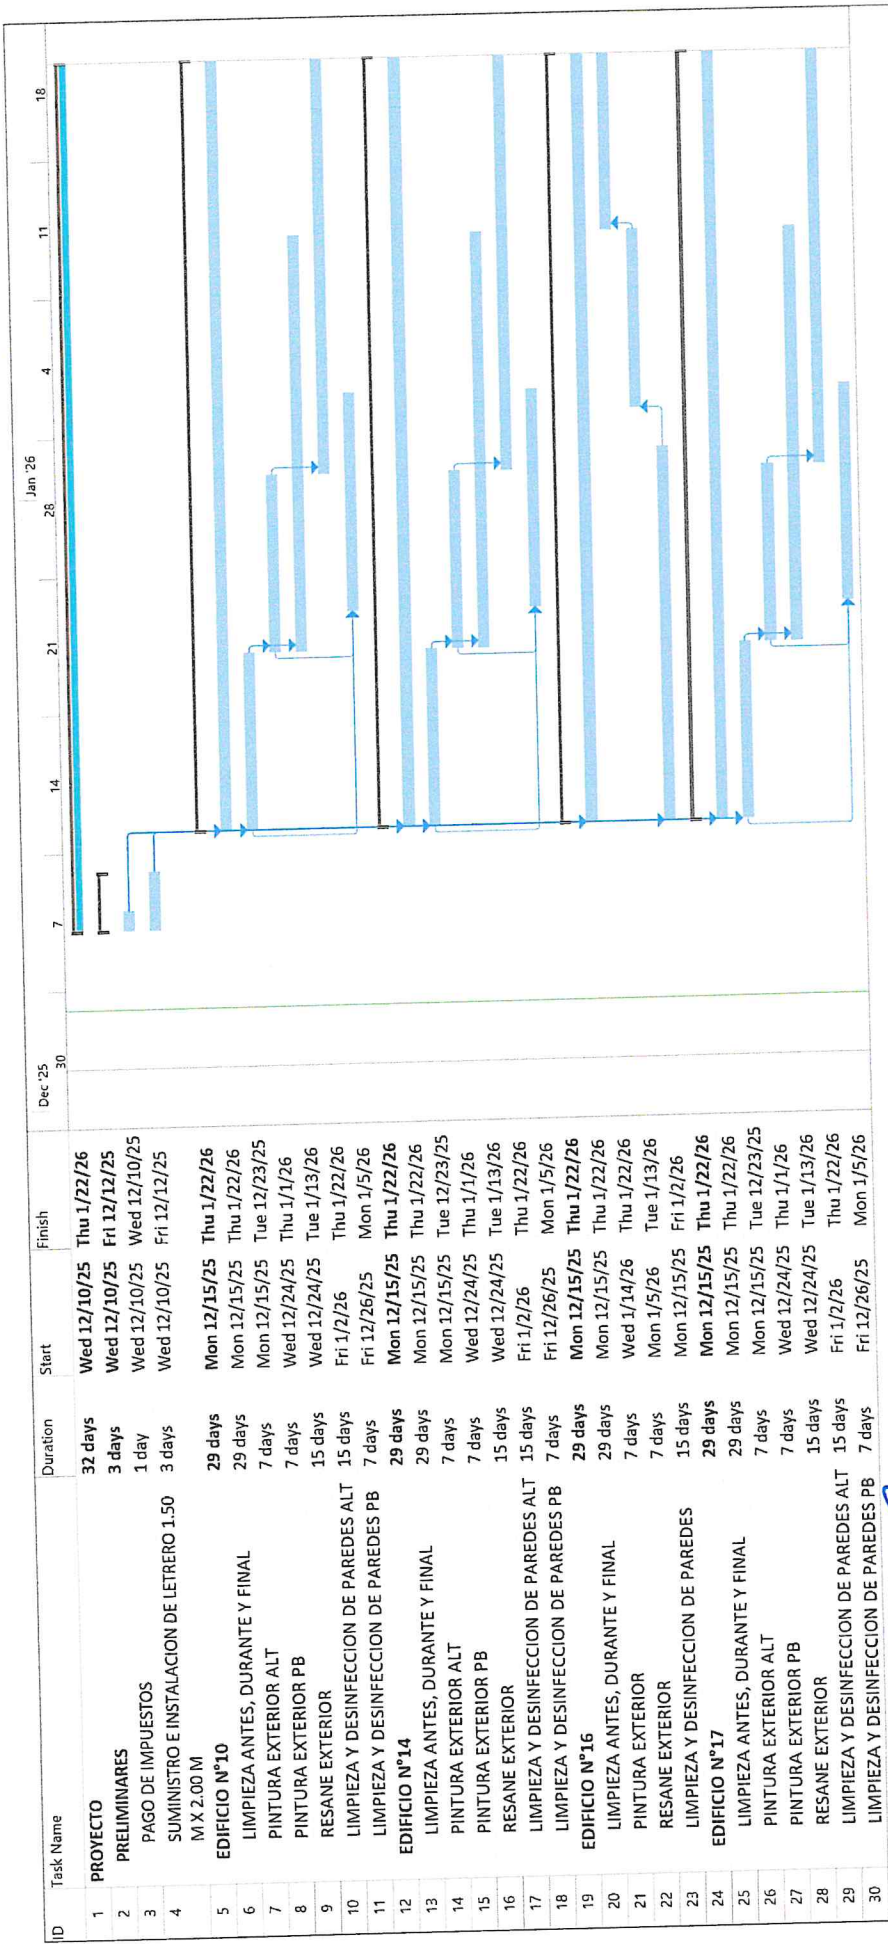 ID Task Name Duration Start Finish Dec '25 Jan '26
30 7 14 21 28 4 11 18
1 PROYECTO 32 days Wed 12/10/25 Thu 1/22/26
2 PRELIMINARES 3 days Wed 12/10/25 Fri 12/12/25
3 PAGO DE IMPUESTOS 1 day Wed 12/10/25 Wed 12/10/25
4 SUMINISTRO E INSTALACION DE LETRERO 1.50 3 days Wed 12/10/25 Fri 12/12/25
M X 2.00 M
5 EDIFICIO N°10 29 days Mon 12/15/25 Thu 1/22/26
6 LIMPIEZA ANTES, DURANTE Y FINAL 29 days Mon 12/15/25 Thu 1/22/26
7 PINTURA EXTERIOR ALT 7 days Mon 12/15/25 Tue 12/23/25
8 PINTURA EXTERIOR PB 7 days Wed 12/24/25 Thu 1/1/26
9 RESANE EXTERIOR 15 days Wed 12/24/25 Tue 1/13/26
10 LIMPIEZA Y DESINFECCION DE PAREDES ALT 15 days Fri 1/2/26 Thu 1/22/26
11 LIMPIEZA Y DESINFECCION DE PAREDES PB 7 days Fri 12/26/25 Mon 1/5/26
12 EDIFICIO N°14 29 days Mon 12/15/25 Thu 1/22/26
13 LIMPIEZA ANTES, DURANTE Y FINAL 29 days Mon 12/15/25 Thu 1/22/26
14 PINTURA EXTERIOR ALT 7 days Mon 12/15/25 Tue 12/23/25
15 PINTURA EXTERIOR PB 7 days Wed 12/24/25 Thu 1/1/26
16 RESANE EXTERIOR 15 days Wed 12/24/25 Tue 1/13/26
17 LIMPIEZA Y DESINFECCION DE PAREDES ALT 15 days Fri 1/2/26 Thu 1/22/26
18 LIMPIEZA Y DESINFECCION DE PAREDES PB 7 days Fri 12/26/25 Mon 1/5/26
19 EDIFICIO N°16 29 days Mon 12/15/25 Thu 1/22/26
20 LIMPIEZA ANTES, DURANTE Y FINAL 29 days Mon 12/15/25 Thu 1/22/26
21 PINTURA EXTERIOR 7 days Wed 1/14/26 Thu 1/22/26
22 RESANE EXTERIOR 7 days Mon 1/5/26 Tue 1/13/26
23 LIMPIEZA Y DESINFECCION DE PAREDES 15 days Mon 12/15/25 Fri 1/2/26
24 EDIFICIO N°17 29 days Mon 12/15/25 Thu 1/22/26
25 LIMPIEZA ANTES, DURANTE Y FINAL 29 days Mon 12/15/25 Thu 1/22/26
26 PINTURA EXTERIOR ALT 7 days Mon 12/15/25 Tue 12/23/25
27 PINTURA EXTERIOR PB 7 days Wed 12/24/25 Thu 1/1/26
28 RESANE EXTERIOR 15 days Wed 12/24/25 Tue 1/13/26
29 LIMPIEZA Y DESINFECCION DE PAREDES ALT 15 days Fri 1/2/26 Thu 1/22/26
30 LIMPIEZA Y DESINFECCION DE PAREDES PB 7 days Fri 12/26/25 Mon 1/5/26